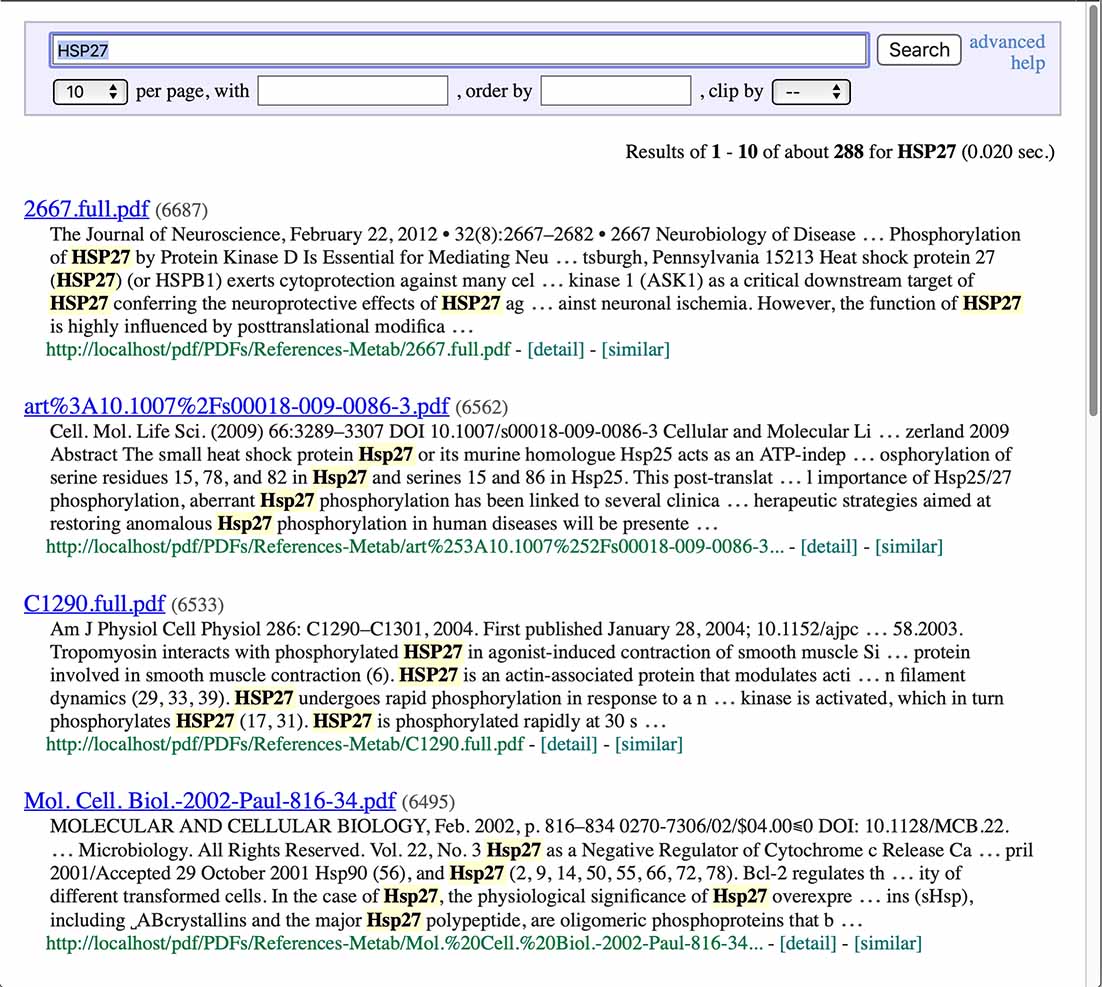 HSP27 Search advanced
help
10 per page, with , order by , clip by --
Results of 1 - 10 of about 288 for HSP27 (0.020 sec.)
2667.full.pdf (6687)
The Journal of Neuroscience, February 22, 2012 • 32(8):2667–2682 • 2667 Neurobiology of Disease ... Phosphorylation
of HSP27 by Protein Kinase D Is Essential for Mediating Neu ... tsburgh, Pennsylvania 15213 Heat shock protein 27
(HSP27) (or HSPB1) exerts cytoprotection against many cel ... kinase 1 (ASK1) as a critical downstream target of
HSP27 conferring the neuroprotective effects of HSP27 ag ... ainst neuronal ischemia. However, the function of HSP27
is highly influenced by posttranslational modifica ...
http://localhost/pdf/PDFs/References-Metab/2667.full.pdf - [detail] - [similar]
art%3A10.1007%2Fs00018-009-0086-3.pdf (6562)
Cell. Mol. Life Sci. (2009) 66:3289–3307 DOI 10.1007/s00018-009-0086-3 Cellular and Molecular Li ... zerland 2009
Abstract The small heat shock protein Hsp27 or its murine homologue Hsp25 acts as an ATP-indep ... osphorylation of
serine residues 15, 78, and 82 in Hsp27 and serines 15 and 86 in Hsp25. This post-translat ... l importance of Hsp25/27
phosphorylation, aberrant Hsp27 phosphorylation has been linked to several clinica ... herapeutic strategies aimed at
restoring anomalous Hsp27 phosphorylation in human diseases will be presente ...
http://localhost/pdf/PDFs/References-Metab/art%253A10.1007%252Fs00018-009-0086-3... - [detail] - [similar]
C1290.full.pdf (6533)
Am J Physiol Cell Physiol 286: C1290–C1301, 2004. First published January 28, 2004; 10.1152/ajpc ... 58.2003.
Tropomyosin interacts with phosphorylated HSP27 in agonist-induced contraction of smooth muscle Si ... protein
involved in smooth muscle contraction (6). HSP27 is an actin-associated protein that modulates acti ... n filament
dynamics (29, 33, 39). HSP27 undergoes rapid phosphorylation in response to a n ... kinase is activated, which in turn
phosphorylates HSP27 (17, 31). HSP27 is phosphorylated rapidly at 30 s ...
http://localhost/pdf/PDFs/References-Metab/C1290.full.pdf - [detail] - [similar]
Mol. Cell. Biol.-2002-Paul-816-34.pdf (6495)
MOLECULAR AND CELLULAR BIOLOGY, Feb. 2002, p. 816–834 0270-7306/02/$04.00≨0 DOI: 10.1128/MCB.22.
... Microbiology. All Rights Reserved. Vol. 22, No. 3 Hsp27 as a Negative Regulator of Cytochrome c Release Ca ... pril
2001/Accepted 29 October 2001 Hsp90 (56), and Hsp27 (2, 9, 14, 50, 55, 66, 72, 78). Bcl-2 regulates th ... ity of
different transformed cells. In the case of Hsp27, the physiological significance of Hsp27 overexpre ... ins (sHsp),
including ˷ABcrystallins and the major Hsp27 polypeptide, are oligomeric phosphoproteins that b ...
http://localhost/pdf/PDFs/References-Metab/Mol.%20Cell.%20Biol.-2002-Paul-816-34... - [detail] - [similar]